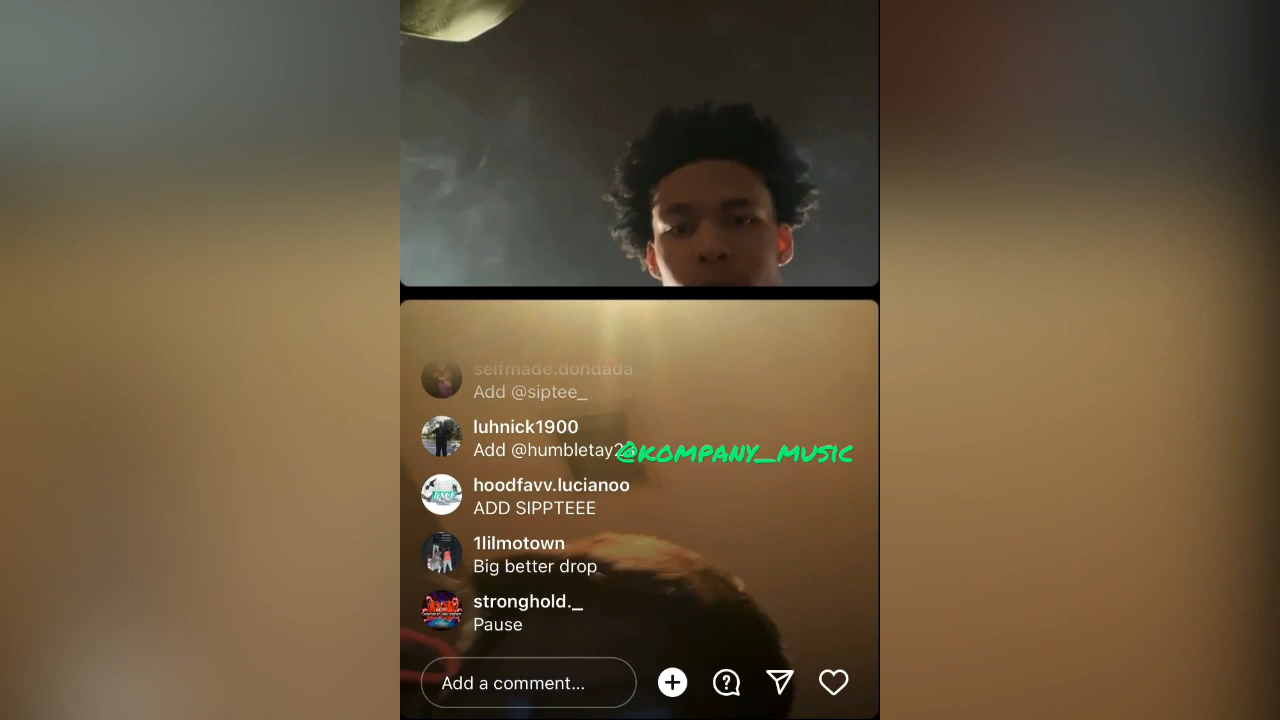 selfmade.dondada
Add @siptee_
luhnick1900
Add @humbletay2
@kompany_music
hoodfavv.lucianoo
ADD SIPPTEEE
1lilmotown
Big better drop
stronghold._
Pause
Add a comment...